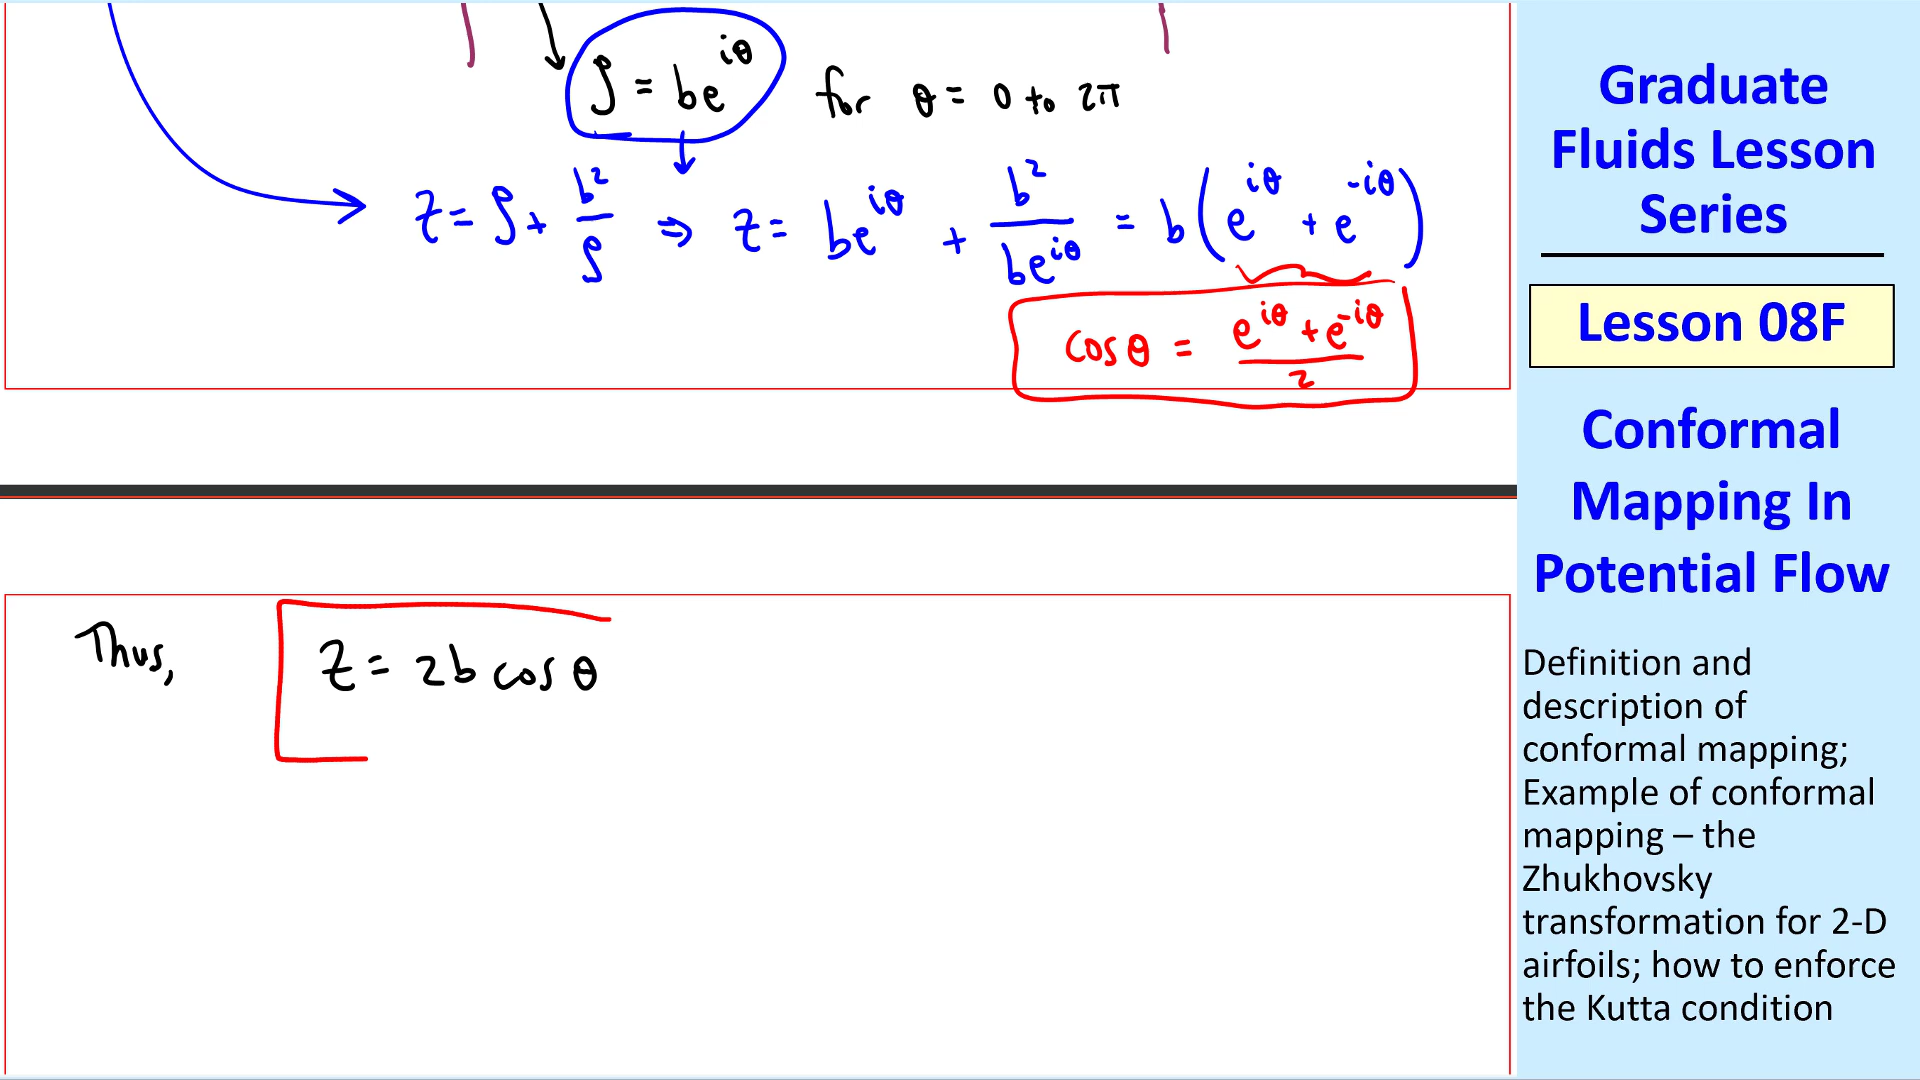 ζ = be^{iθ} for θ = 0 to 2π
z = ζ + b²/ζ ⇒ z = be^{iθ} + b²/be^{iθ} = b(e^{iθ} + e^{-iθ})
cos θ = (e^{iθ} + e^{-iθ})/2
Thus, z = 2b cos θ
Graduate
Fluids Lesson
Series
Lesson 08F
Conformal
Mapping In
Potential Flow
Definition and
description of
conformal mapping;
Example of conformal
mapping – the
Zhukhovsky
transformation for 2-D
airfoils; how to enforce
the Kutta condition